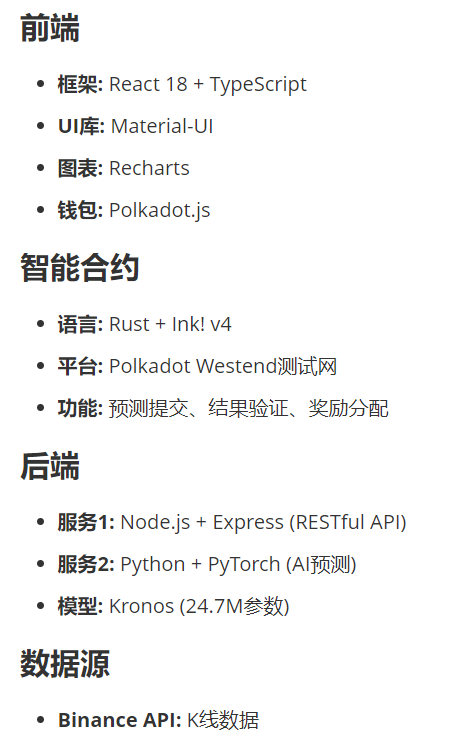 前端
框架: React 18 + TypeScript
UI库: Material-UI
图表: Recharts
钱包: Polkadot.js
智能合约
语言: Rust + Ink! v4
平台: Polkadot Westend测试网
功能: 预测提交、结果验证、奖励分配
后端
服务1: Node.js + Express (RESTful API)
服务2: Python + PyTorch (AI预测)
模型: Kronos (24.7M参数)
数据源
Binance API: K线数据